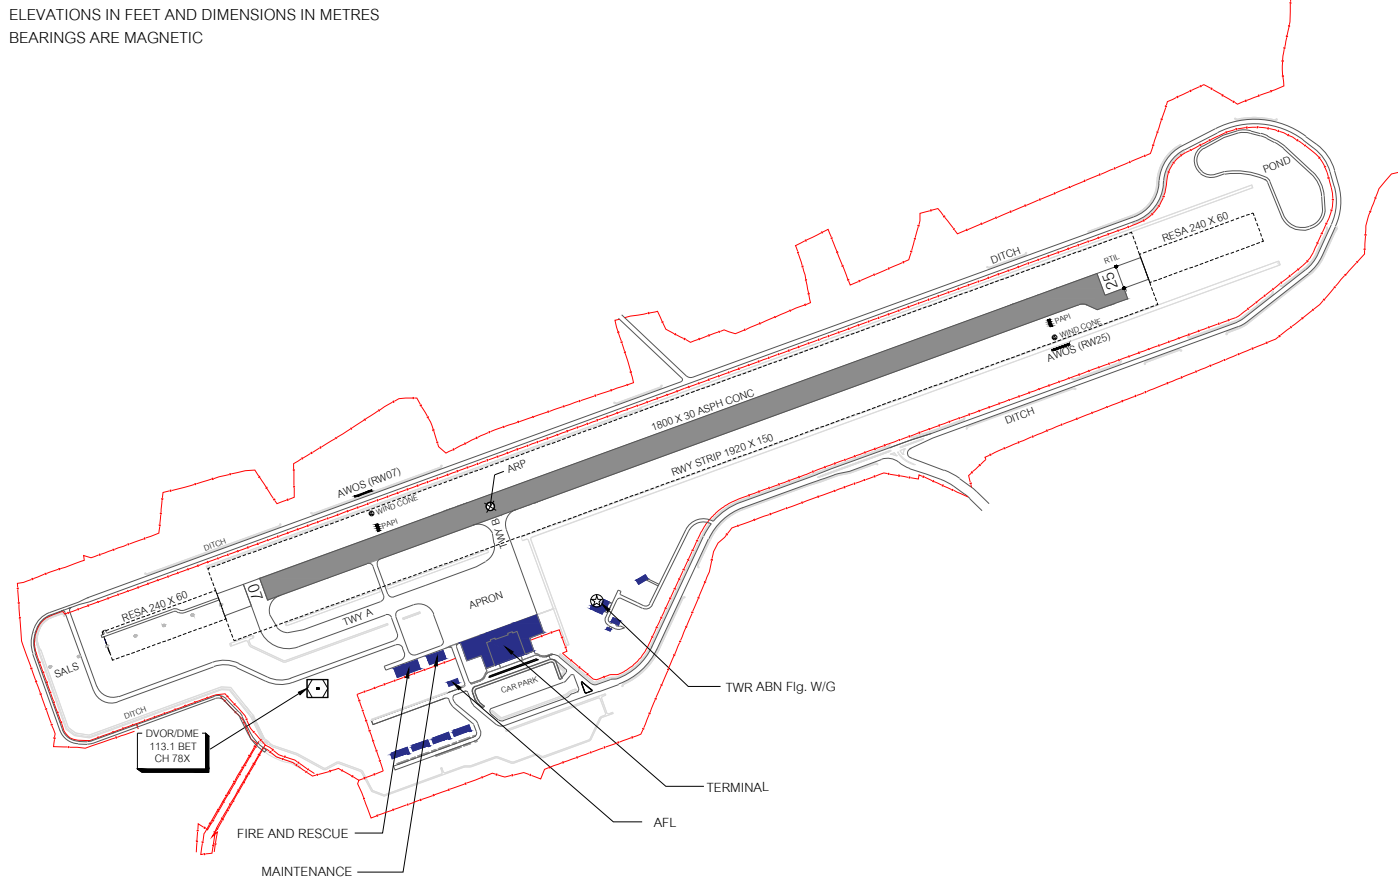 ELEVATIONS IN FEET AND DIMENSIONS IN METRES
BEARINGS ARE MAGNETIC
POND
RESA 240 X 60
DITCH
RTIL
25
PAPI
WIND CONE
AWOS (RW25)
1800 X 30 ASPH CONC
DITCH
RWY STRIP 1920 X 150
ARP
AWOS (RW07)
WIND CONE
PAPI
TWY B
DITCH
07
RESA 240 X 60
APRON
TWY A
SALS
CAR PARK
TWR ABN Flg. W/G
DITCH
DVOR/DME
113.1 BET
CH 78X
TERMINAL
AFL
FIRE AND RESCUE
MAINTENANCE